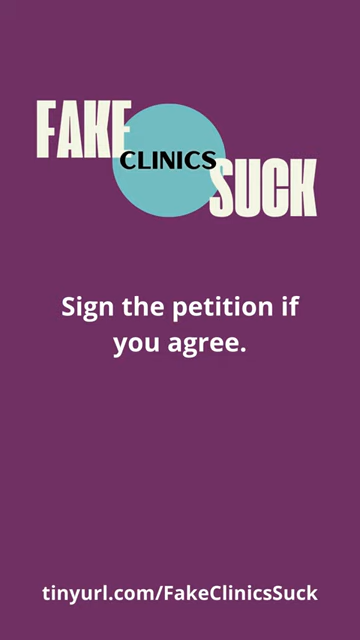 FAKE
CLINICS
SUCK
Sign the petition if
you agree.
tinyurl.com/FakeClinicsSuck